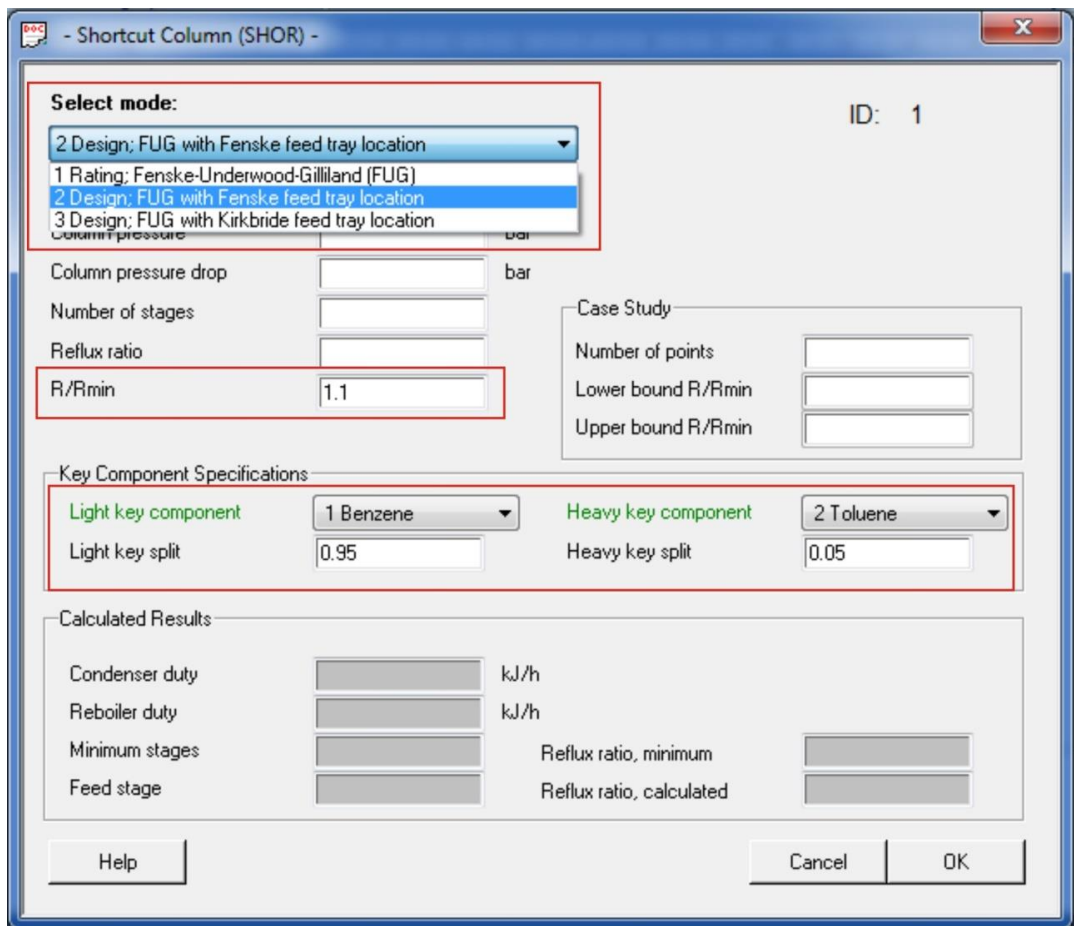 DOC
- Shortcut Column (SHOR) -
Select mode:
ID: 1
2 Design; FUG with Fenske feed tray location
1 Rating; Fenske-Underwood-Gilliland (FUG)
2 Design; FUG with Fenske feed tray location
3 Design; FUG with Kirkbride feed tray location
Column pressure bar
Column pressure drop bar
Number of stages
Case Study
Reflux ratio
Number of points
R/Rmin 1.1
Lower bound R/Rmin
Upper bound R/Rmin
Key Component Specifications
Light key component 1 Benzene Heavy key component 2 Toluene
Light key split 0.95 Heavy key split 0.05
Calculated Results
Condenser duty kJ/h
Reboiler duty kJ/h
Minimum stages Reflux ratio, minimum
Feed stage Reflux ratio, calculated
Help Cancel OK